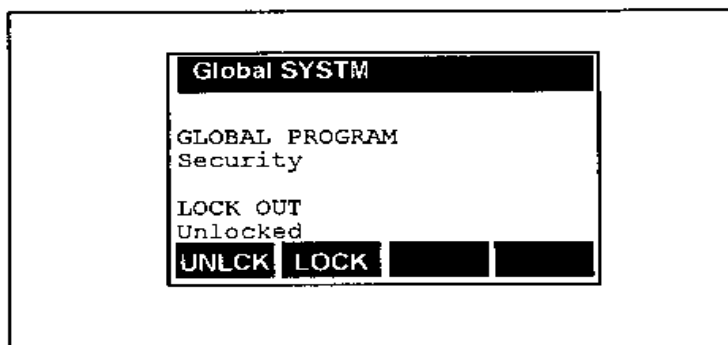 Global SYSTM
GLOBAL PROGRAM
Security
LOCK OUT
Unlocked
UNLCK LOCK